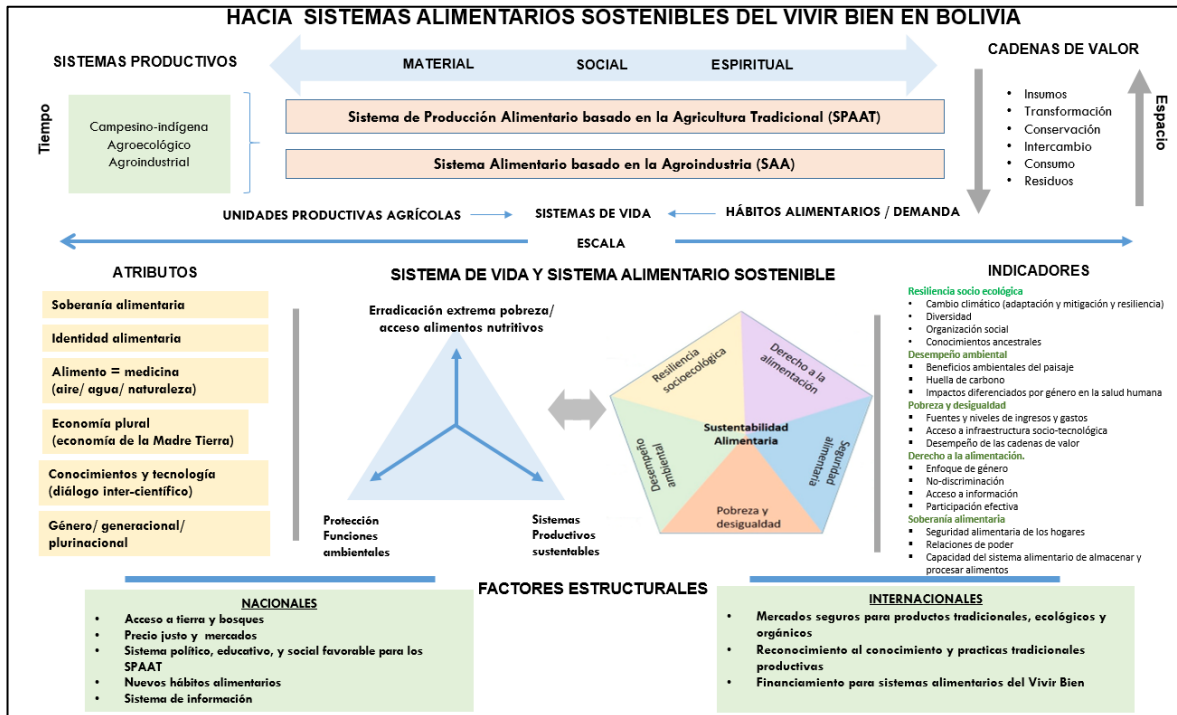 HACIA SISTEMAS ALIMENTARIOS SOSTENIBLES DEL VIVIR BIEN EN BOLIVIA
SISTEMAS PRODUCTIVOS
MATERIAL
SOCIAL
ESPIRITUAL
CADENAS DE VALOR
Tiempo
Campesino-indígena
Agroecológico
Agroindustrial
Sistema de Producción Alimentario basado en la Agricultura Tradicional (SPAAT)
Sistema Alimentario basado en la Agroindustria (SAA)
• Insumos
• Transformación
• Conservación
• Intercambio
• Consumo
• Residuos
Espacio
UNIDADES PRODUCTIVAS AGRÍCOLAS
SISTEMAS DE VIDA
HÁBITOS ALIMENTARIOS / DEMANDA
ESCALA
ATRIBUTOS
Soberanía alimentaria
Identidad alimentaria
Alimento = medicina
(aire/ agua/ naturaleza)
Economía plural
(economía de la Madre Tierra)
Conocimientos y tecnología
(diálogo inter-científico)
Género/ generacional/
plurinacional
SISTEMA DE VIDA Y SISTEMA ALIMENTARIO SOSTENIBLE
Erradicación extrema pobreza/
acceso alimentos nutritivos
Protección
Funciones
ambientales
Sistemas
Productivos
sustentables
Resiliencia
socioecológica
Derecho a la
alimentación
Sustentabilidad
Alimentaria
Desempeño
ambiental
Seguridad
alimentaria
Pobreza y
desigualdad
INDICADORES
Resiliencia socio ecológica
• Cambio climático (adaptación y mitigación y resiliencia)
• Diversidad
• Organización social
• Conocimientos ancestrales
Desempeño ambiental
▪ Beneficios ambientales del paisaje
▪ Huella de carbono
▪ Impactos diferenciados por género en la salud humana
Pobreza y desigualdad
▪ Fuentes y niveles de ingresos y gastos
▪ Acceso a infraestructura socio-tecnológica
▪ Desempeño de las cadenas de valor
Derecho a la alimentación.
▪ Enfoque de género
▪ No-discriminación
▪ Acceso a información
▪ Participación efectiva
Soberanía alimentaria
▪ Seguridad alimentaria de los hogares
▪ Relaciones de poder
▪ Capacidad del sistema alimentario de almacenar y
procesar alimentos
FACTORES ESTRUCTURALES
NACIONALES
• Acceso a tierra y bosques
• Precio justo y mercados
• Sistema político, educativo, y social favorable para los
SPAAT
• Nuevos hábitos alimentarios
• Sistema de información
INTERNACIONALES
• Mercados seguros para productos tradicionales, ecológicos y
orgánicos
• Reconocimiento al conocimiento y practicas tradicionales
productivas
• Financiamiento para sistemas alimentarios del Vivir Bien